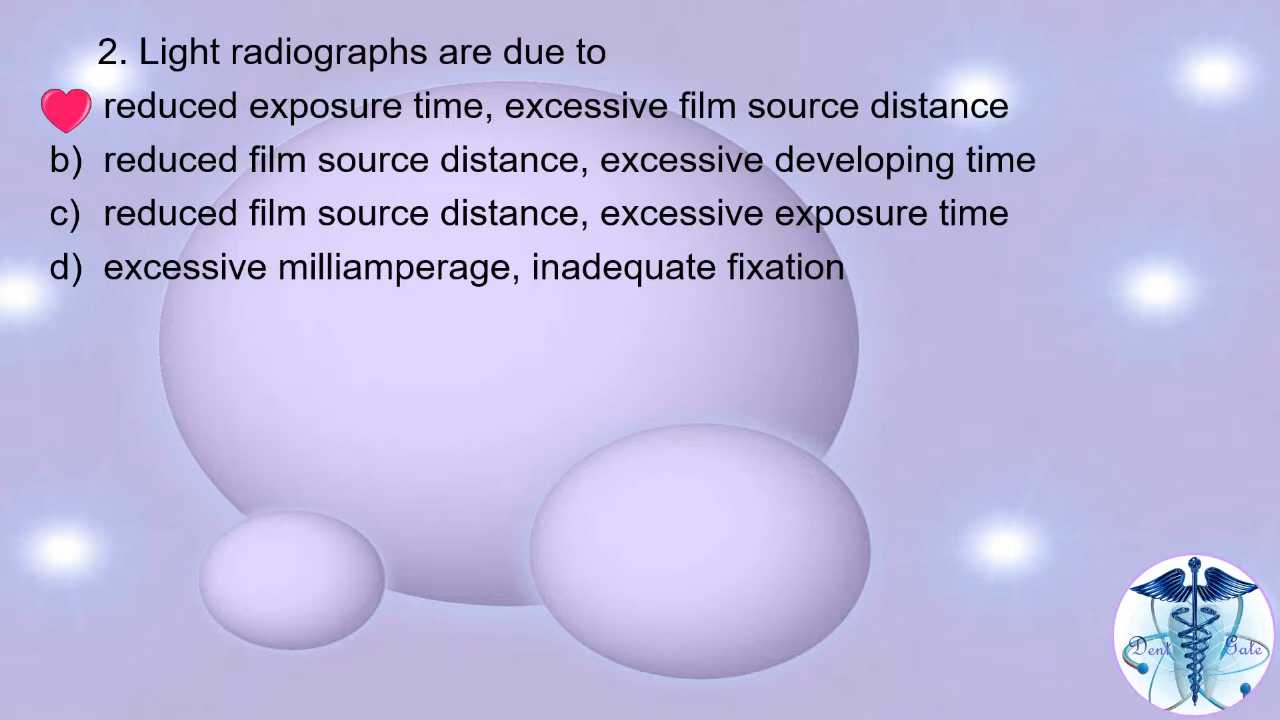 2. Light radiographs are due to
reduced exposure time, excessive film source distance
b) reduced film source distance, excessive developing time
c) reduced film source distance, excessive exposure time
d) excessive milliamperage, inadequate fixation
Dent Gate